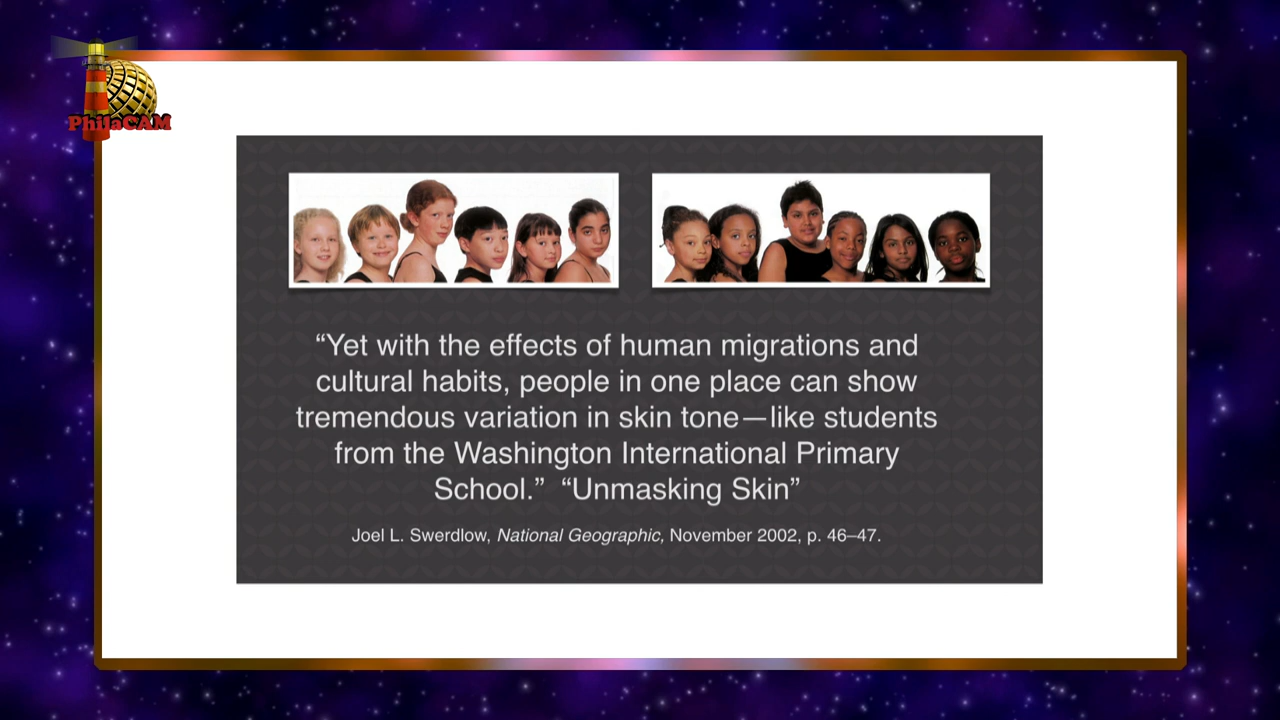 PhilaCAM
“Yet with the effects of human migrations and
cultural habits, people in one place can show
tremendous variation in skin tone—like students
from the Washington International Primary
School.” “Unmasking Skin”
Joel L. Swerdlow, National Geographic, November 2002, p. 46–47.